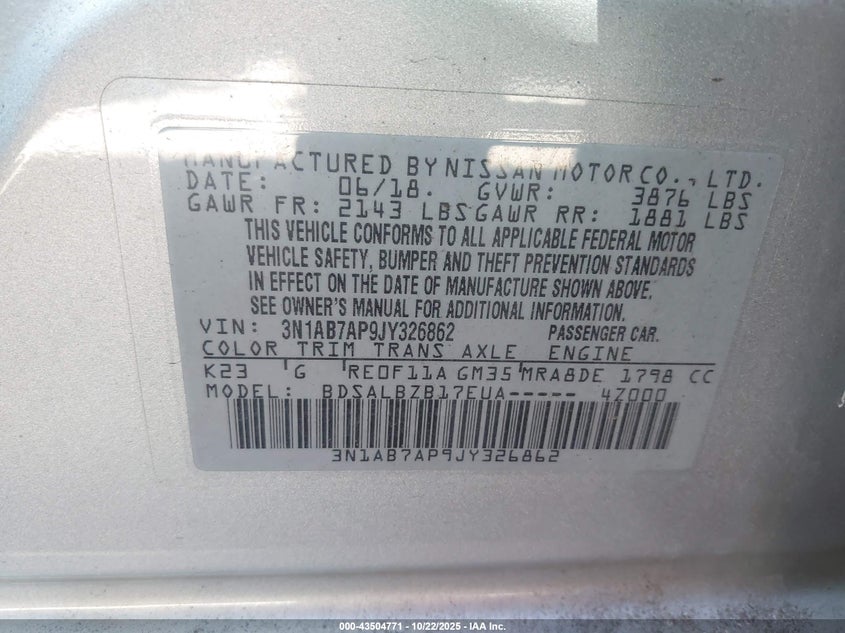 MANUFACTURED BY NISSAN MOTOR CO., LTD.
DATE: 06/18. GVWR: 3876 LBS
GAWR FR: 2143 LBS GAWR RR: 1881 LBS
THIS VEHICLE CONFORMS TO ALL APPLICABLE FEDERAL MOTOR
VEHICLE SAFETY, BUMPER AND THEFT PREVENTION STANDARDS
IN EFFECT ON THE DATE OF MANUFACTURE SHOWN ABOVE.
SEE OWNER'S MANUAL FOR ADDITIONAL INFORMATION.
VIN: 3N1AB7AP9JY326862 PASSENGER CAR.
COLOR TRIM TRANS AXLE ENGINE
K23 G RE0F11A GM35 MRA8DE 1798 CC
MODEL: BDSALBZB17EUA----- 4Z000
3N1AB7AP9JY326862
000-43504771 | 10/22/2025 | IAA Inc.